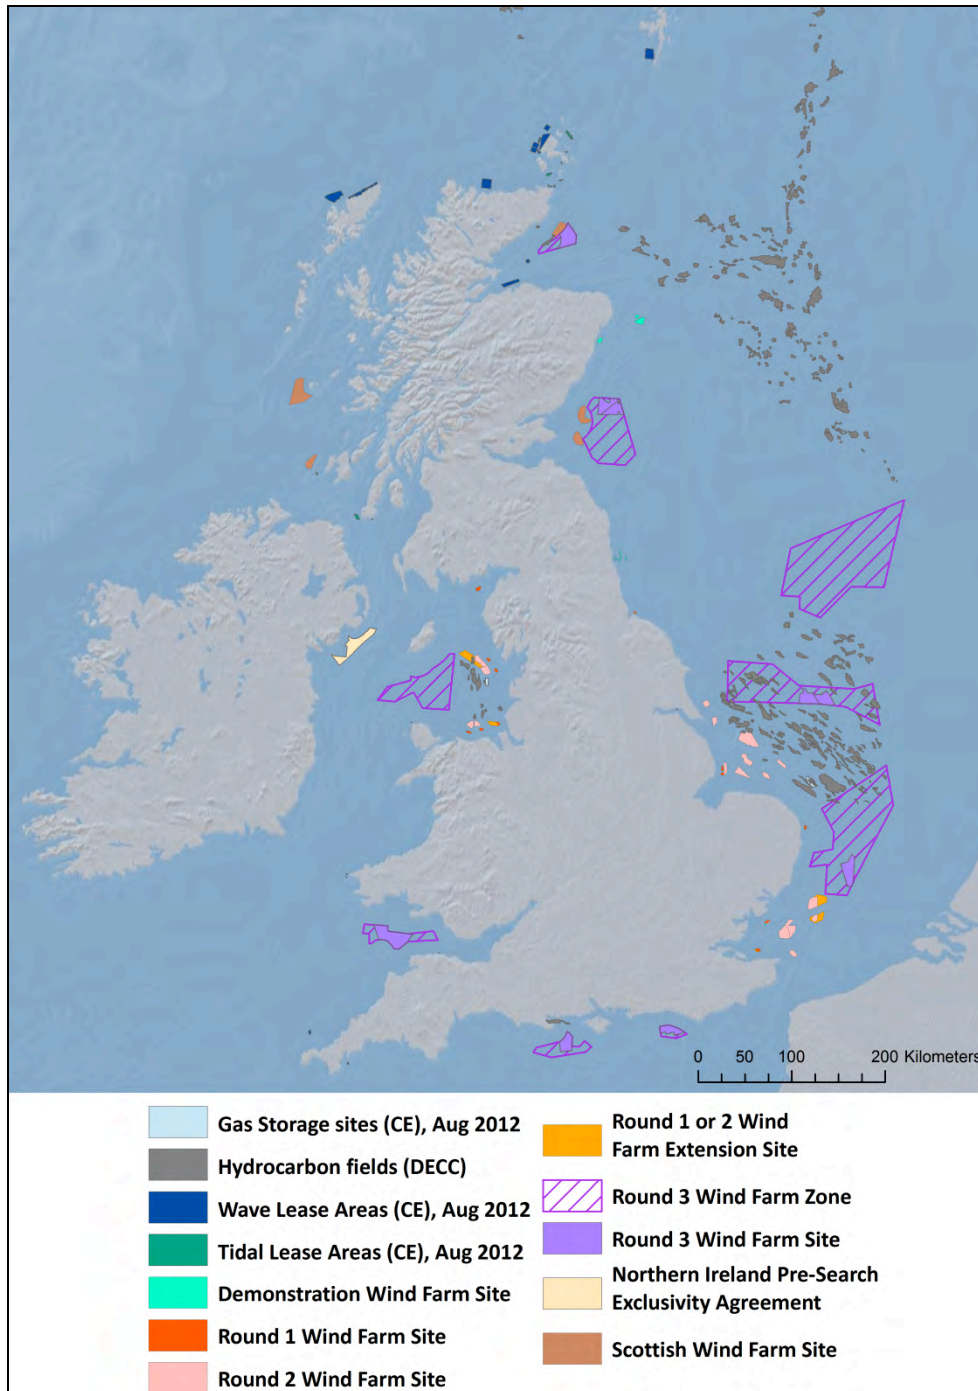 0 50 100 200 Kilometers
Gas Storage sites (CE), Aug 2012
Hydrocarbon fields (DECC)
Wave Lease Areas (CE), Aug 2012
Tidal Lease Areas (CE), Aug 2012
Demonstration Wind Farm Site
Round 1 Wind Farm Site
Round 2 Wind Farm Site
Round 1 or 2 Wind
Farm Extension Site
Round 3 Wind Farm Zone
Round 3 Wind Farm Site
Northern Ireland Pre-Search
Exclusivity Agreement
Scottish Wind Farm Site